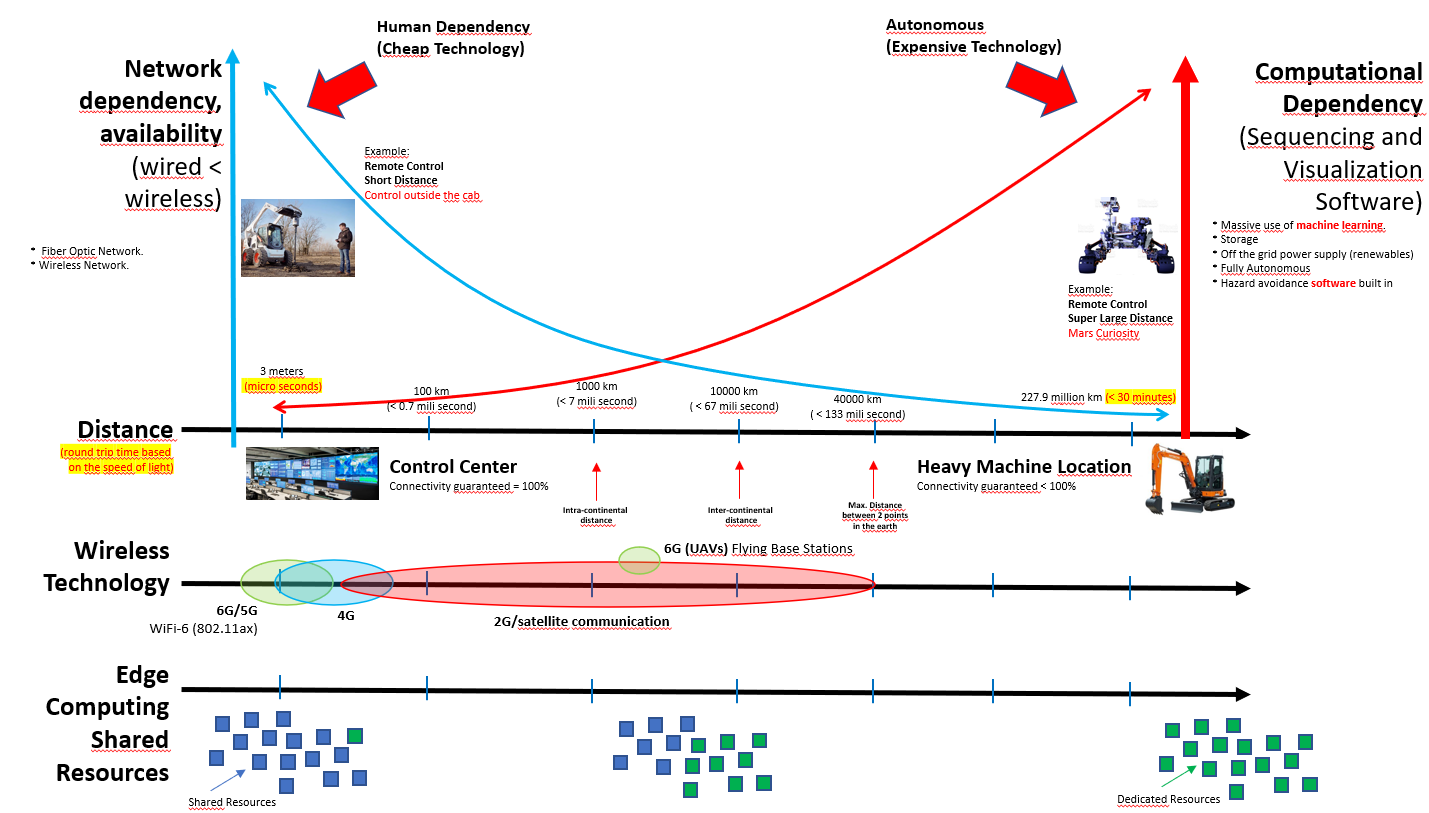 Human Dependency
(Cheap Technology)
Autonomous
(Expensive Technology)
Network
dependency,
availability
(wired <
wireless)
* Fiber Optic Network.
* Wireless Network.
Example:
Remote Control
Short Distance
Control outside the cab
Computational
Dependency
(Sequencing and
Visualization
Software)
* Massive use of machine learning.
* Storage
* Off the grid power supply (renewables)
* Fully Autonomous
* Hazard avoidance software built in
Example:
Remote Control
Super Large Distance
Mars Curiosity
3 meters
(micro seconds)
100 km
(< 0.7 mili second)
1000 km
(< 7 mili second)
10000 km
( < 67 mili second)
40000 km
( < 133 mili second)
227.9 million km (< 30 minutes)
Distance
(round trip time based
on the speed of light)
Control Center
Connectivity guaranteed = 100%
Heavy Machine Location
Connectivity guaranteed < 100%
Intra-continental
distance
Inter-continental
distance
Max. Distance
between 2 points
in the earth
Wireless
Technology
6G (UAVs) Flying Base Stations
6G/5G
WiFi-6 (802.11ax)
4G
2G/satellite communication
Edge
Computing
Shared
Resources
Shared Resources
Dedicated Resources